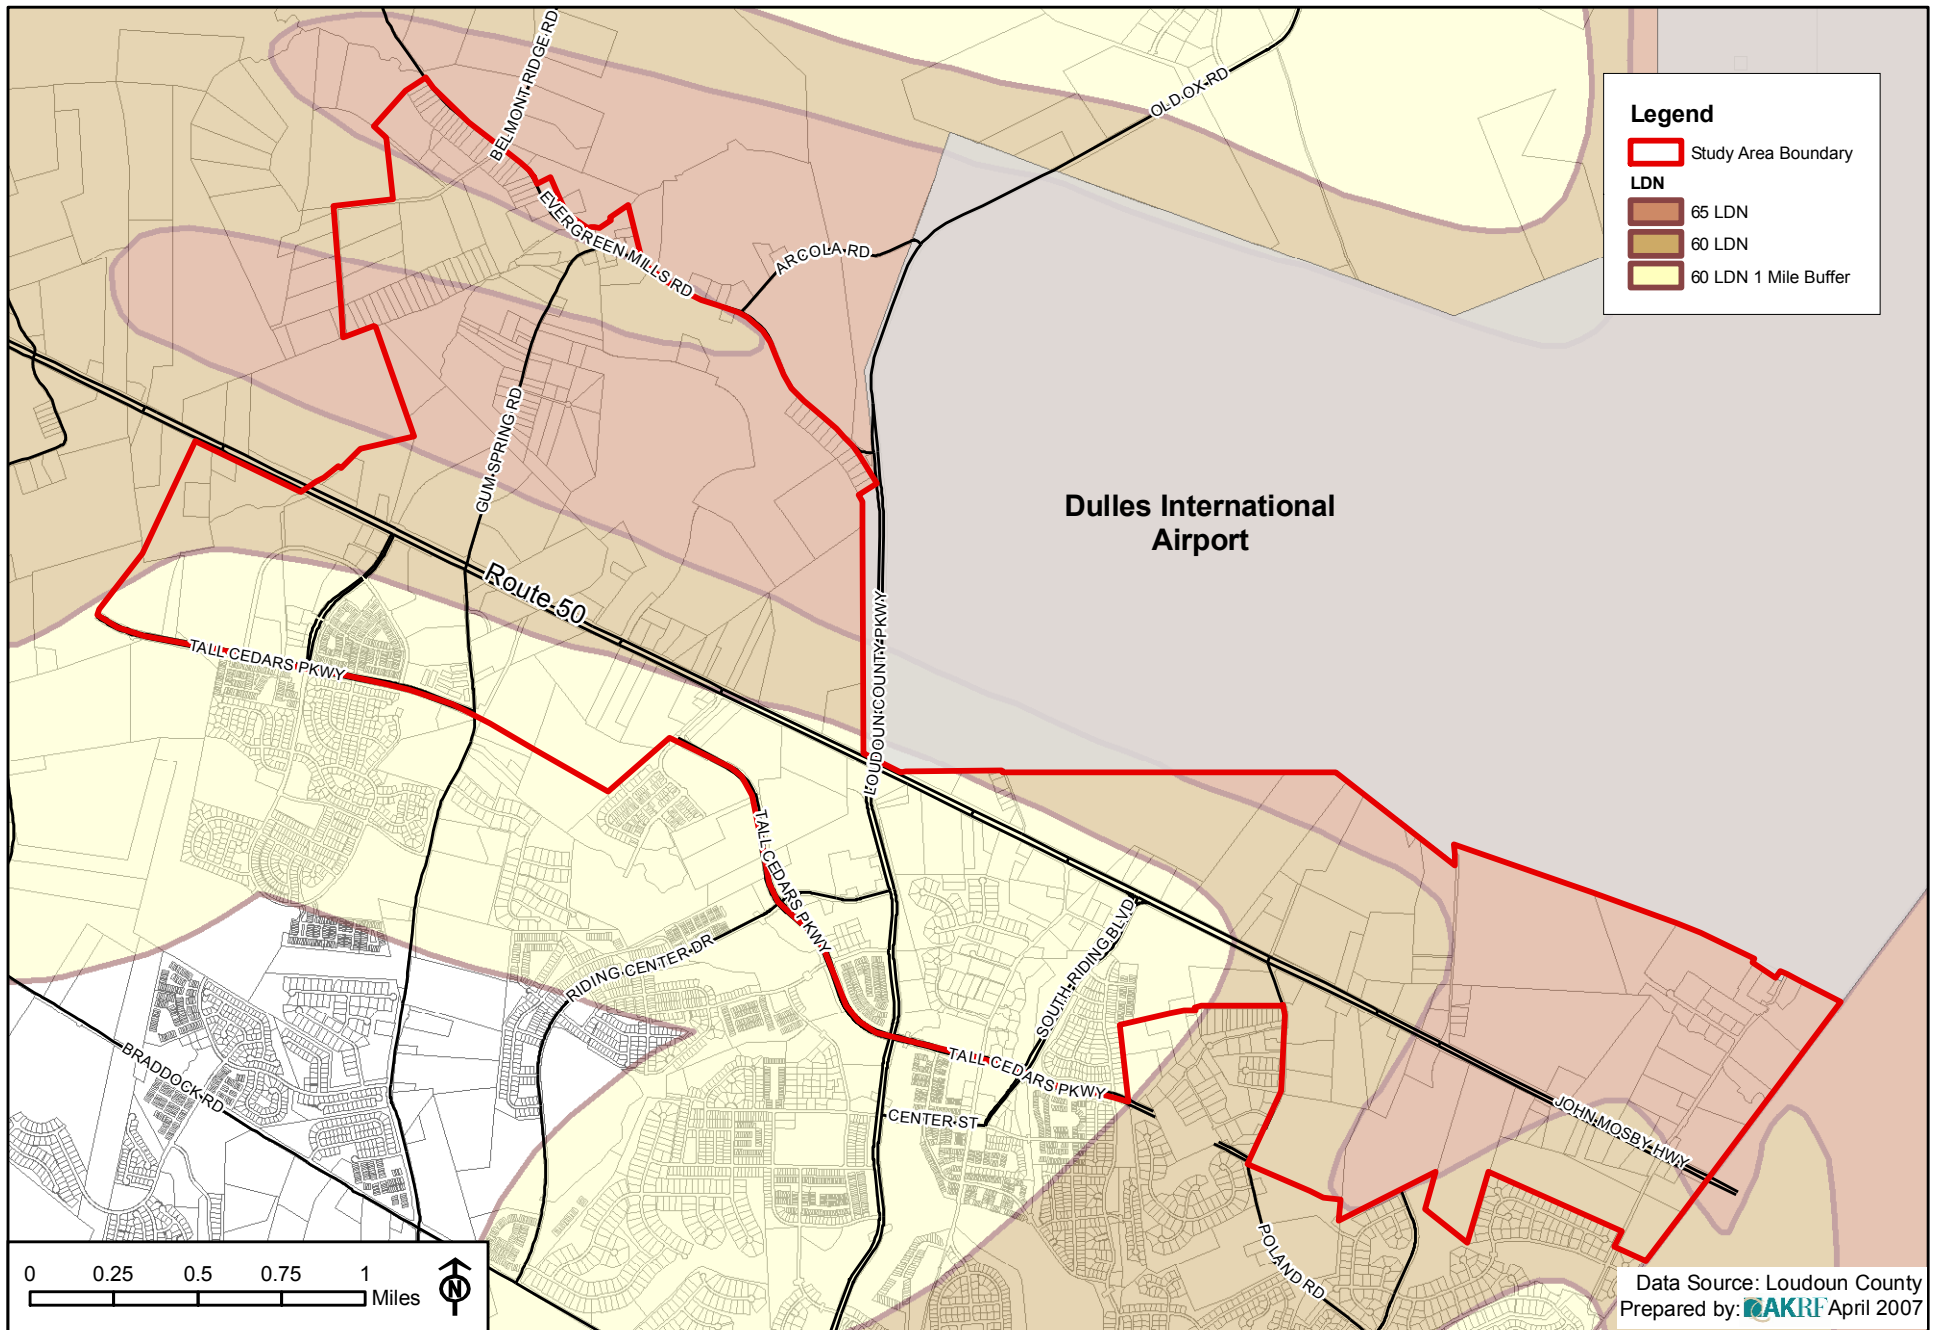 BELMONT RIDGE RD
OLD OX RD
EVERGREEN MILLS RD
ARCOLA RD
GUM SPRING RD
Route 50
TALL CEDARS PKWY
LOUDOUN COUNTY PKWY
Dulles International
Airport
TALL CEDARS PKWY
RIDING CENTER DR
SOUTH RIDING BLVD
TALL CEDARS PKWY
CENTER ST
BRADDOCK RD
JOHN MOSBY HWY
POLAND RD
Legend
Study Area Boundary
LDN
65 LDN
60 LDN
60 LDN 1 Mile Buffer
0 0.25 0.5 0.75 1
Miles
N
Data Source: Loudoun County
Prepared by: AKRF April 2007